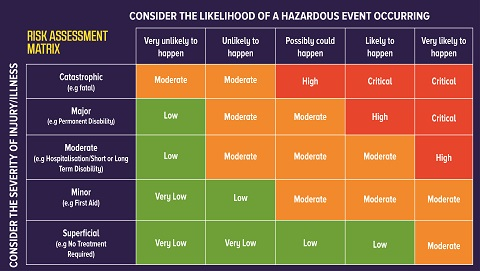 CONSIDER THE LIKELIHOOD OF A HAZARDOUS EVENT OCCURRING
RISK ASSESSMENT
MATRIX
Very unlikely to
happen
Unlikely to
happen
Possibly could
happen
Likely to
happen
Very likely to
happen
CONSIDER THE SEVERITY OF INJURY/ILLNESS
Catastrophic
(e.g fatal)
Moderate
Moderate
High
Critical
Critical
Major
(e.g Permanent Disability)
Low
Moderate
Moderate
High
Critical
Moderate
(e.g Hospitalisation/Short or Long
Term Disability)
Low
Moderate
Moderate
Moderate
High
Minor
(e.g First Aid)
Very Low
Low
Moderate
Moderate
Moderate
Superficial
(e.g No Treatment
Required)
Very Low
Very Low
Low
Low
Moderate